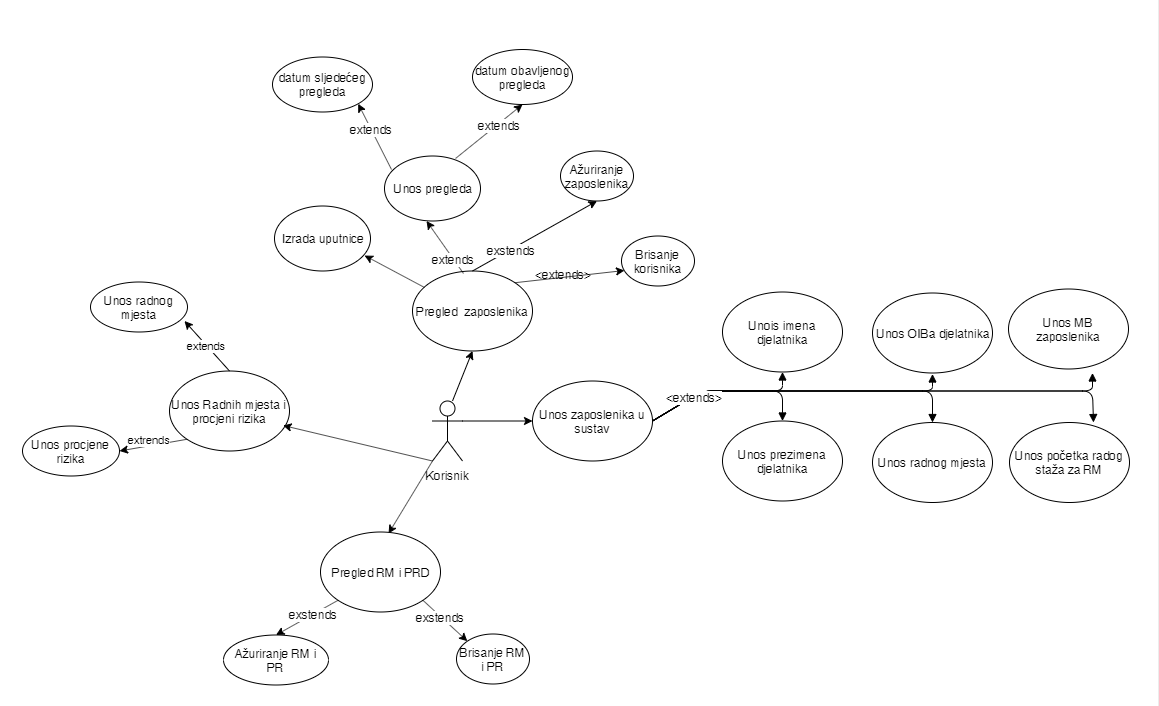 datum sljedećeg
pregleda
datum obavljenog
pregleda
extends
extends
Unos pregleda
Ažuriranje
zaposlenika
Izrada uputnice
extends
exstends
<extends>
Brisanje
korisnika
Pregled zaposlenika
Unos radnog
mjesta
extends
Unos Radnih mjesta i
procjeni rizika
extrends
Unos procjene
rizika
Korisnik
Unos zaposlenika u
sustav
<extends>
Unois imena
djelatnika
Unos OIBa djelatnika
Unos MB
zaposlenika
Unos prezimena
djelatnika
Unos radnog mjesta
Unos početka radog
staža za RM
Pregled RM i PRD
exstends
exstends
Ažuriranje RM i
PR
Brisanje RM
i PR